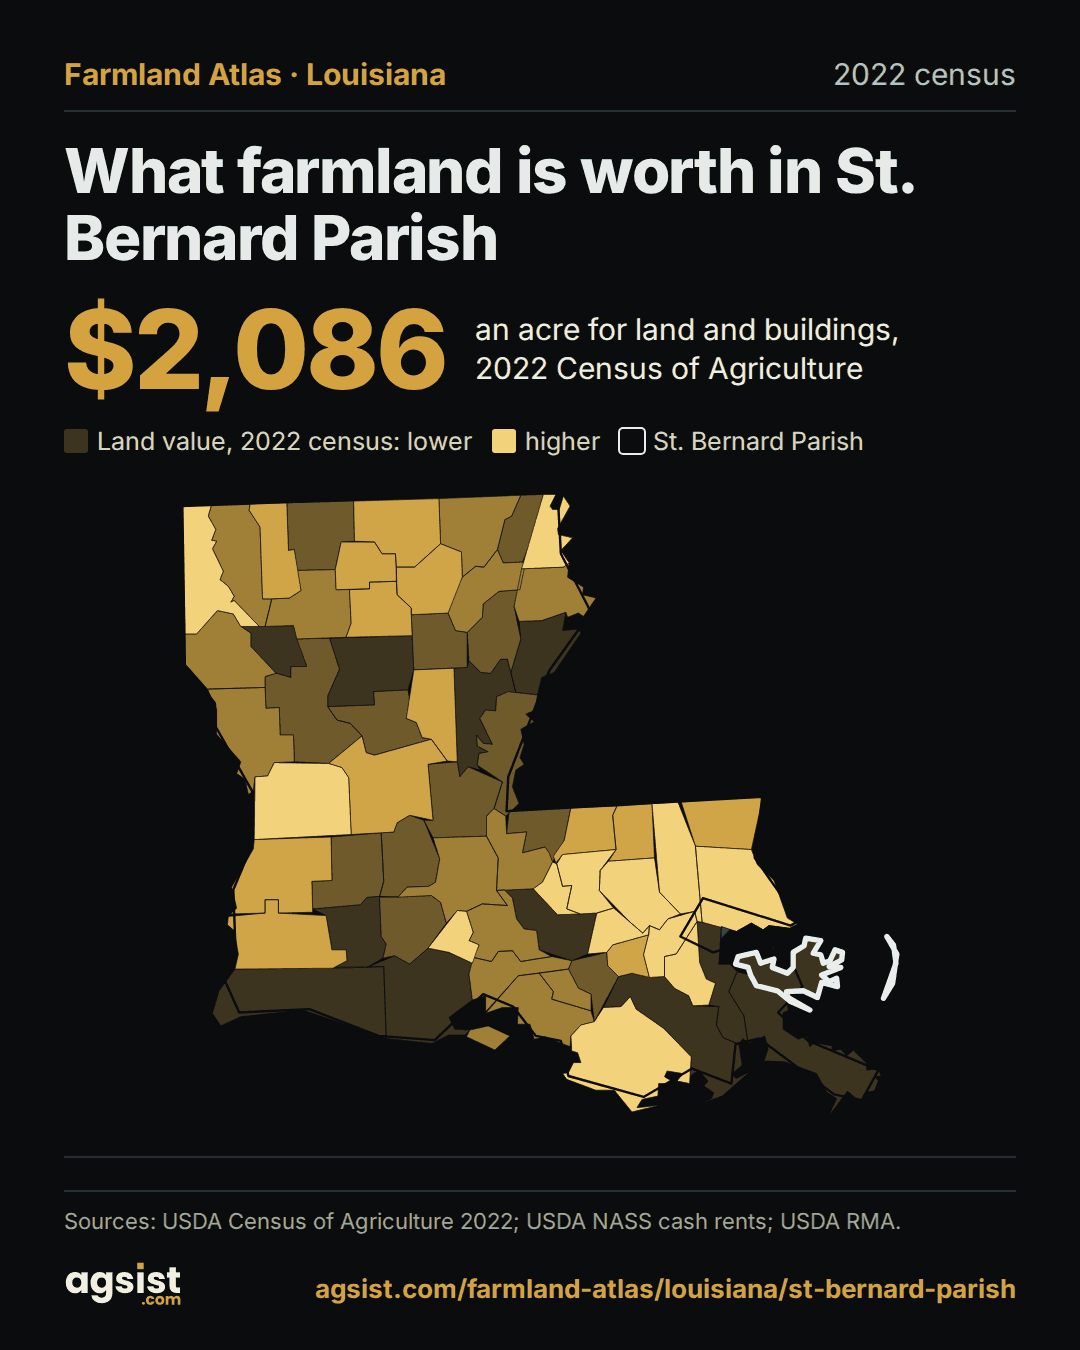 Farmland Atlas · Louisiana
2022 census
What farmland is worth in St.
Bernard Parish
$2,086
an acre for land and buildings,
2022 Census of Agriculture
Land value, 2022 census: lower
higher
St. Bernard Parish
Sources: USDA Census of Agriculture 2022; USDA NASS cash rents; USDA RMA.
agsist
.com
agsist.com/farmland-atlas/louisiana/st-bernard-parish